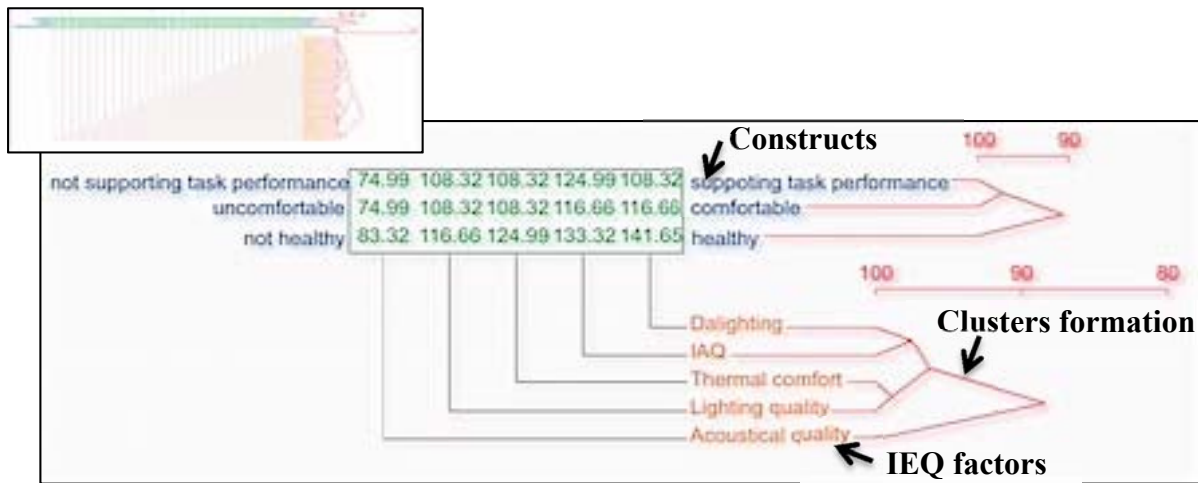 Constructs
100 90
not supporting task performance 74.99 108.32 108.32 124.99 108.32 suppoting task performance
uncomfortable 74.99 108.32 108.32 116.66 116.66 comfortable
not healthy 83.32 116.66 124.99 133.32 141.65 healthy
100 90 80
Dalighting
Clusters formation
IAQ
Thermal comfort
Lighting quality
Acoustical quality
IEQ factors